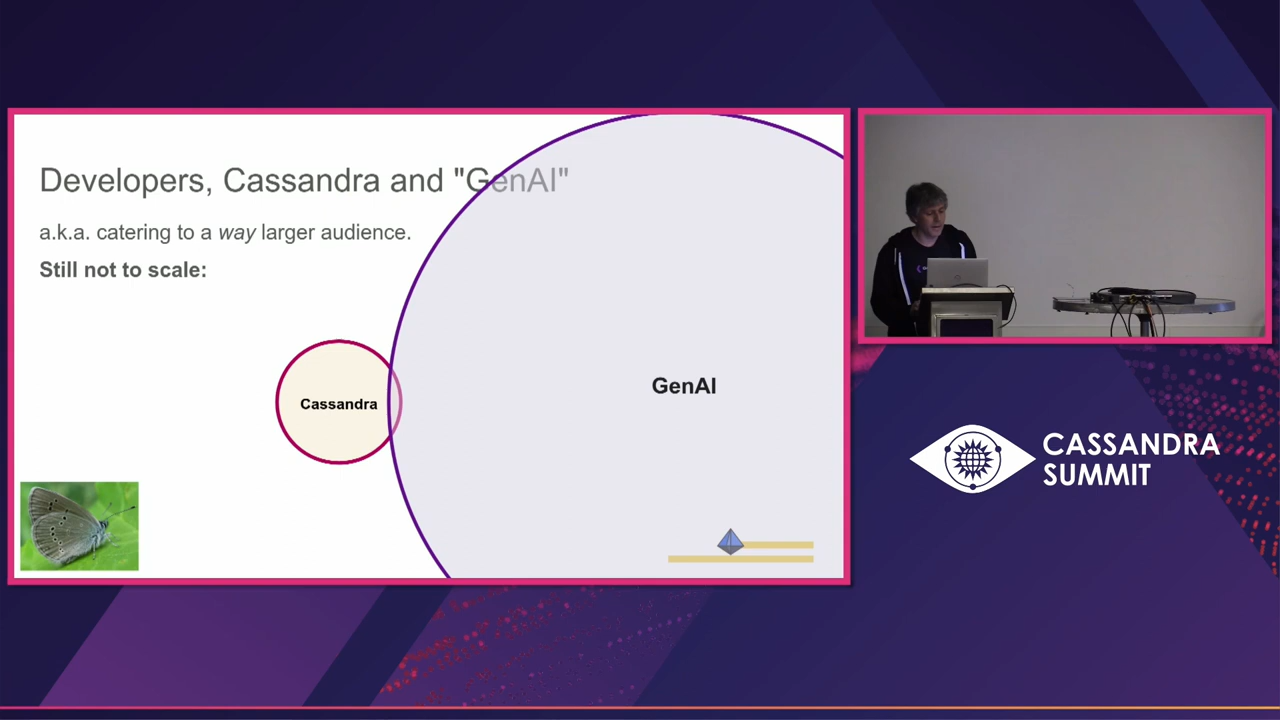 Developers, Cassandra and "GenAI"
a.k.a. catering to a way larger audience.
Still not to scale:
Cassandra
GenAI
CASSANDRA
SUMMIT